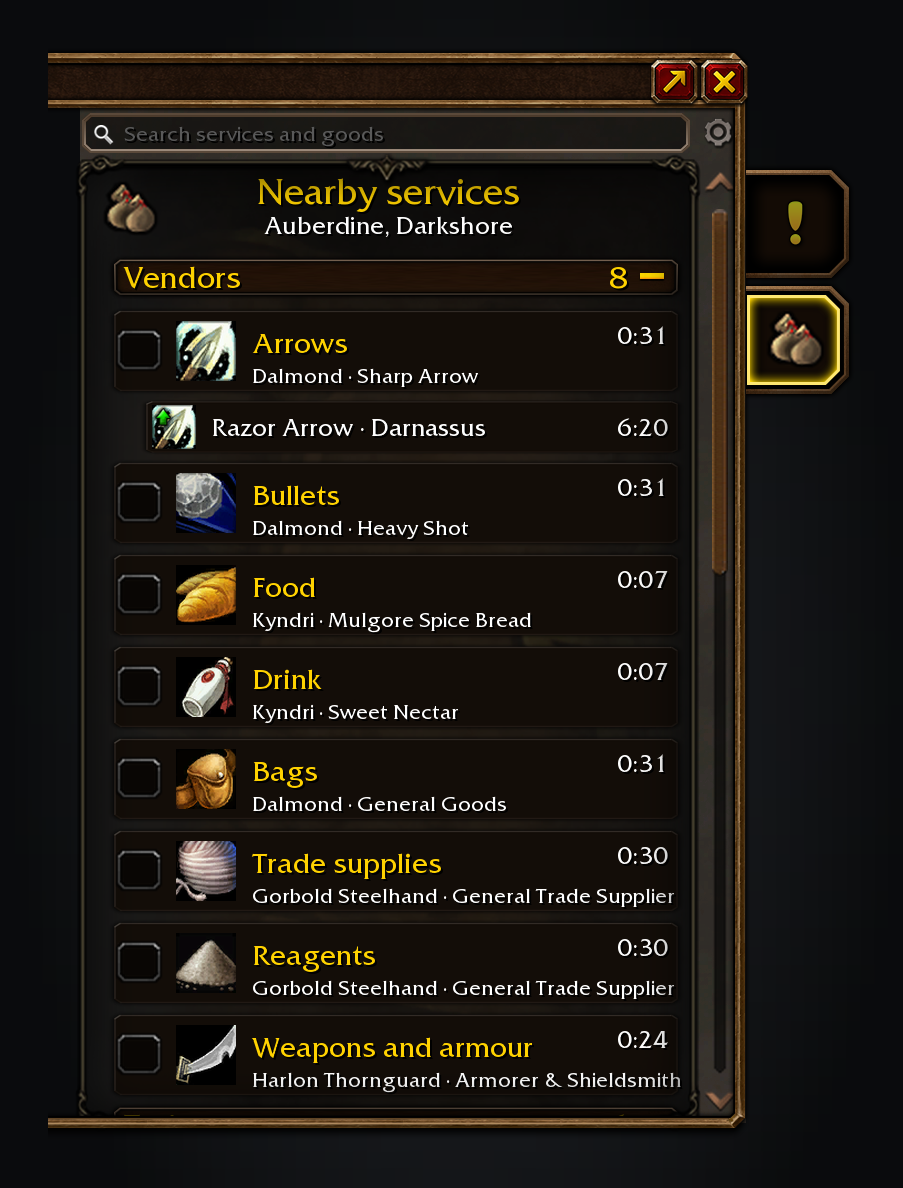 Search services and goods
Nearby services
Auberdine, Darkshore
Vendors 8
Arrows 0:31
Dalmond · Sharp Arrow
Razor Arrow · Darnassus 6:20
Bullets 0:31
Dalmond · Heavy Shot
Food 0:07
Kyndri · Mulgore Spice Bread
Drink 0:07
Kyndri · Sweet Nectar
Bags 0:31
Dalmond · General Goods
Trade supplies 0:30
Gorbold Steelhand · General Trade Supplier
Reagents 0:30
Gorbold Steelhand · General Trade Supplier
Weapons and armour 0:24
Harlon Thornguard · Armorer & Shieldsmith